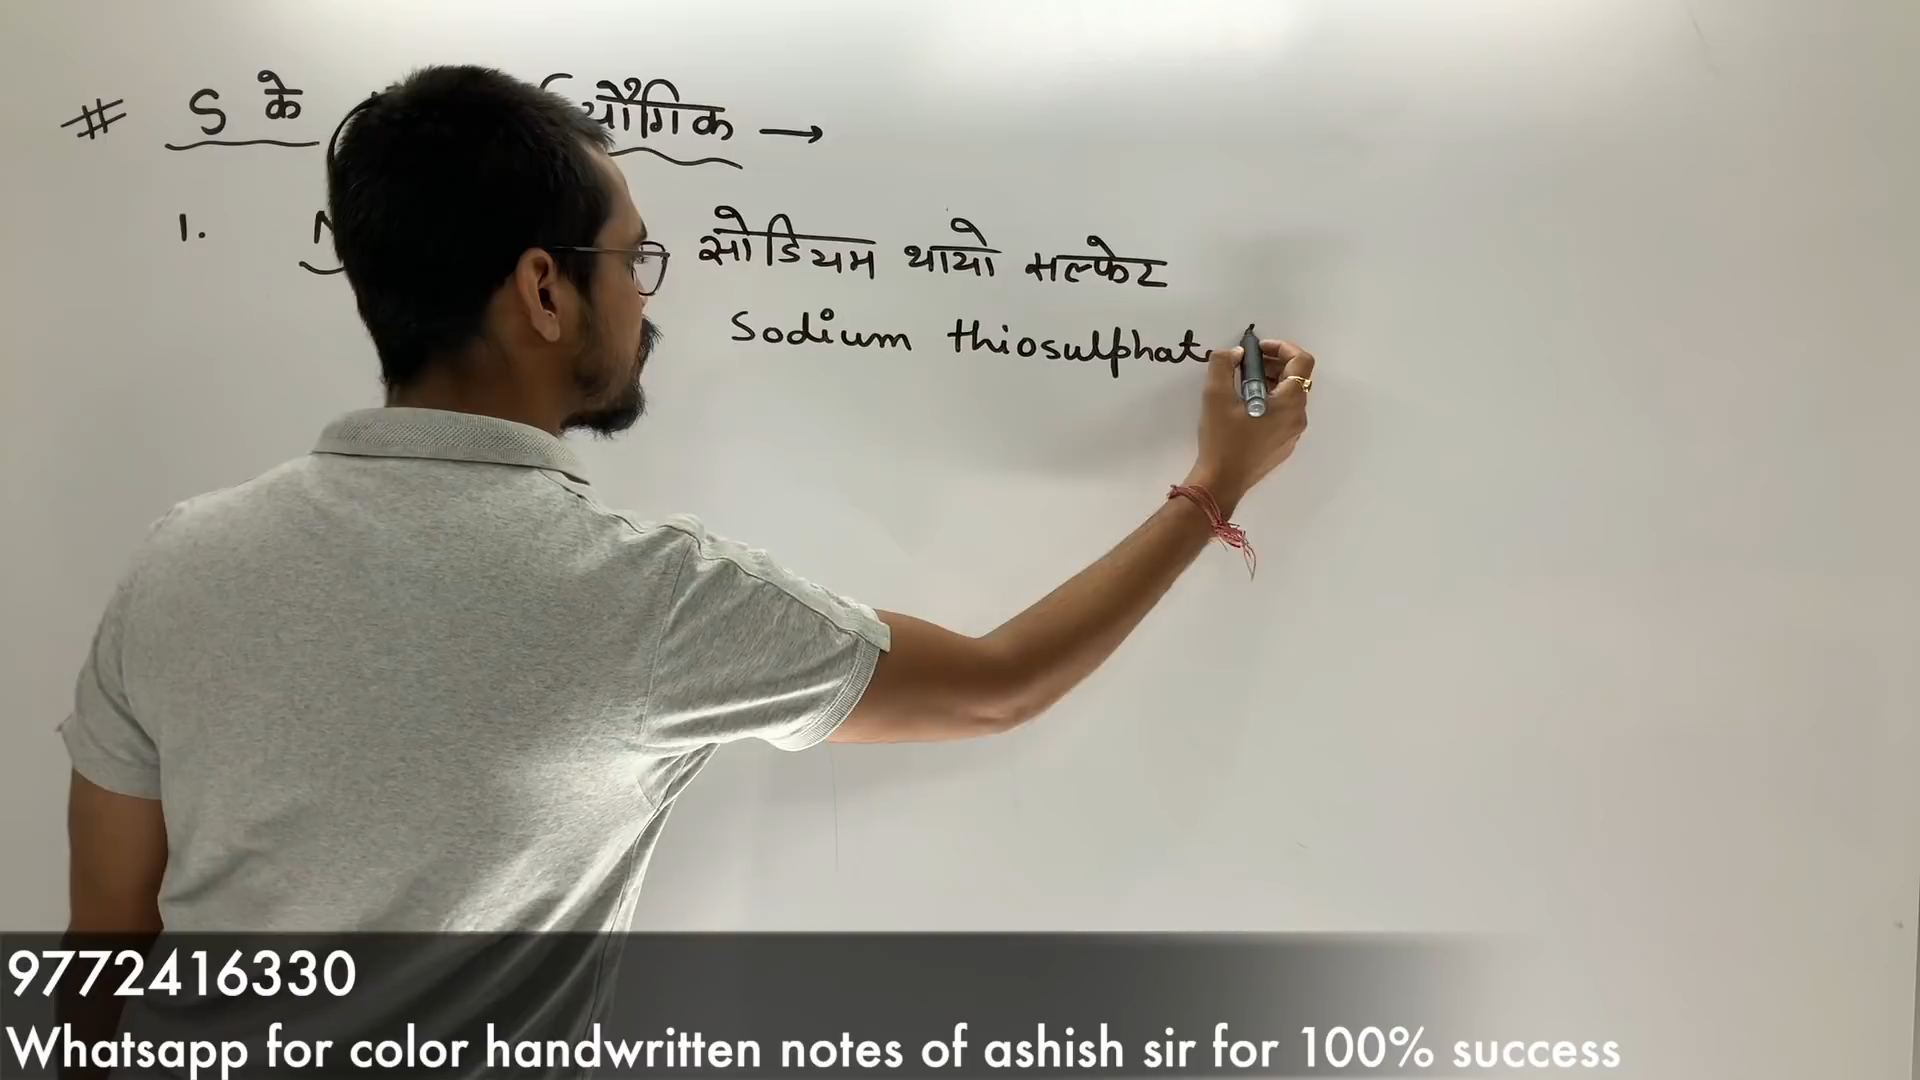 # S के यौगिक →
1. सोडियम थायो सल्फेट
Sodium thiosulphat
9772416330
Whatsapp for color handwritten notes of ashish sir for 100% success